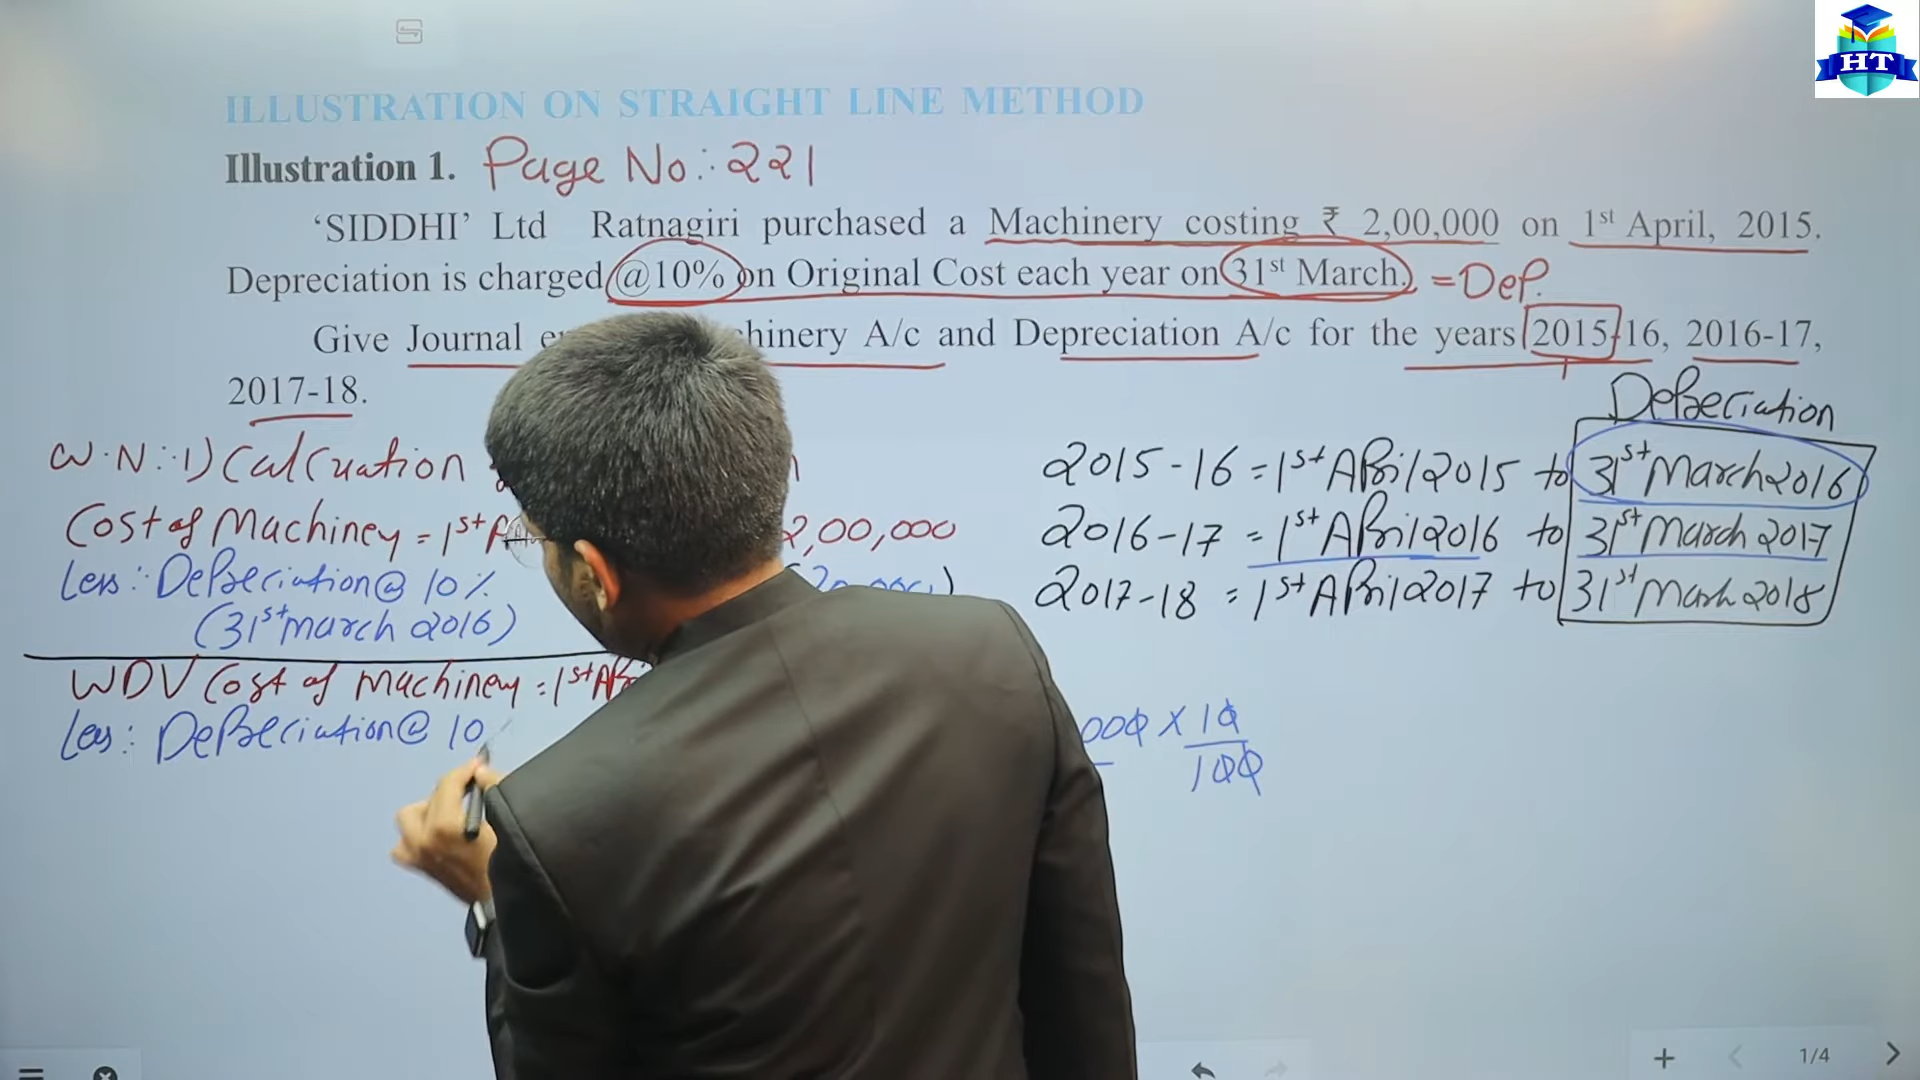 HT
ILLUSTRATION ON STRAIGHT LINE METHOD
Illustration 1. Page No:- 221
'SIDDHI' Ltd Ratnagiri purchased a Machinery costing ₹ 2,00,000 on 1st April, 2015.
Depreciation is charged @10% on Original Cost each year on 31st March. = Dep.
Give Journal hinery A/c and Depreciation A/c for the years 2015-16, 2016-17,
2017-18.
Depreciation
W.N:-1) Calcuation
2015-16 = 1st April 2015 to 31st March 2016
Cost of Machiney = 1st 2,00,000
2016-17 = 1st April 2016 to 31st March 2017
Less:- Depreciation @ 10%
2017-18 = 1st April 2017 to 31st Marh 2018
(31st march 2016)
WDV Cost of machinery = 1st
Les:- Depreciation @ 10
000 × 10
100
1/4